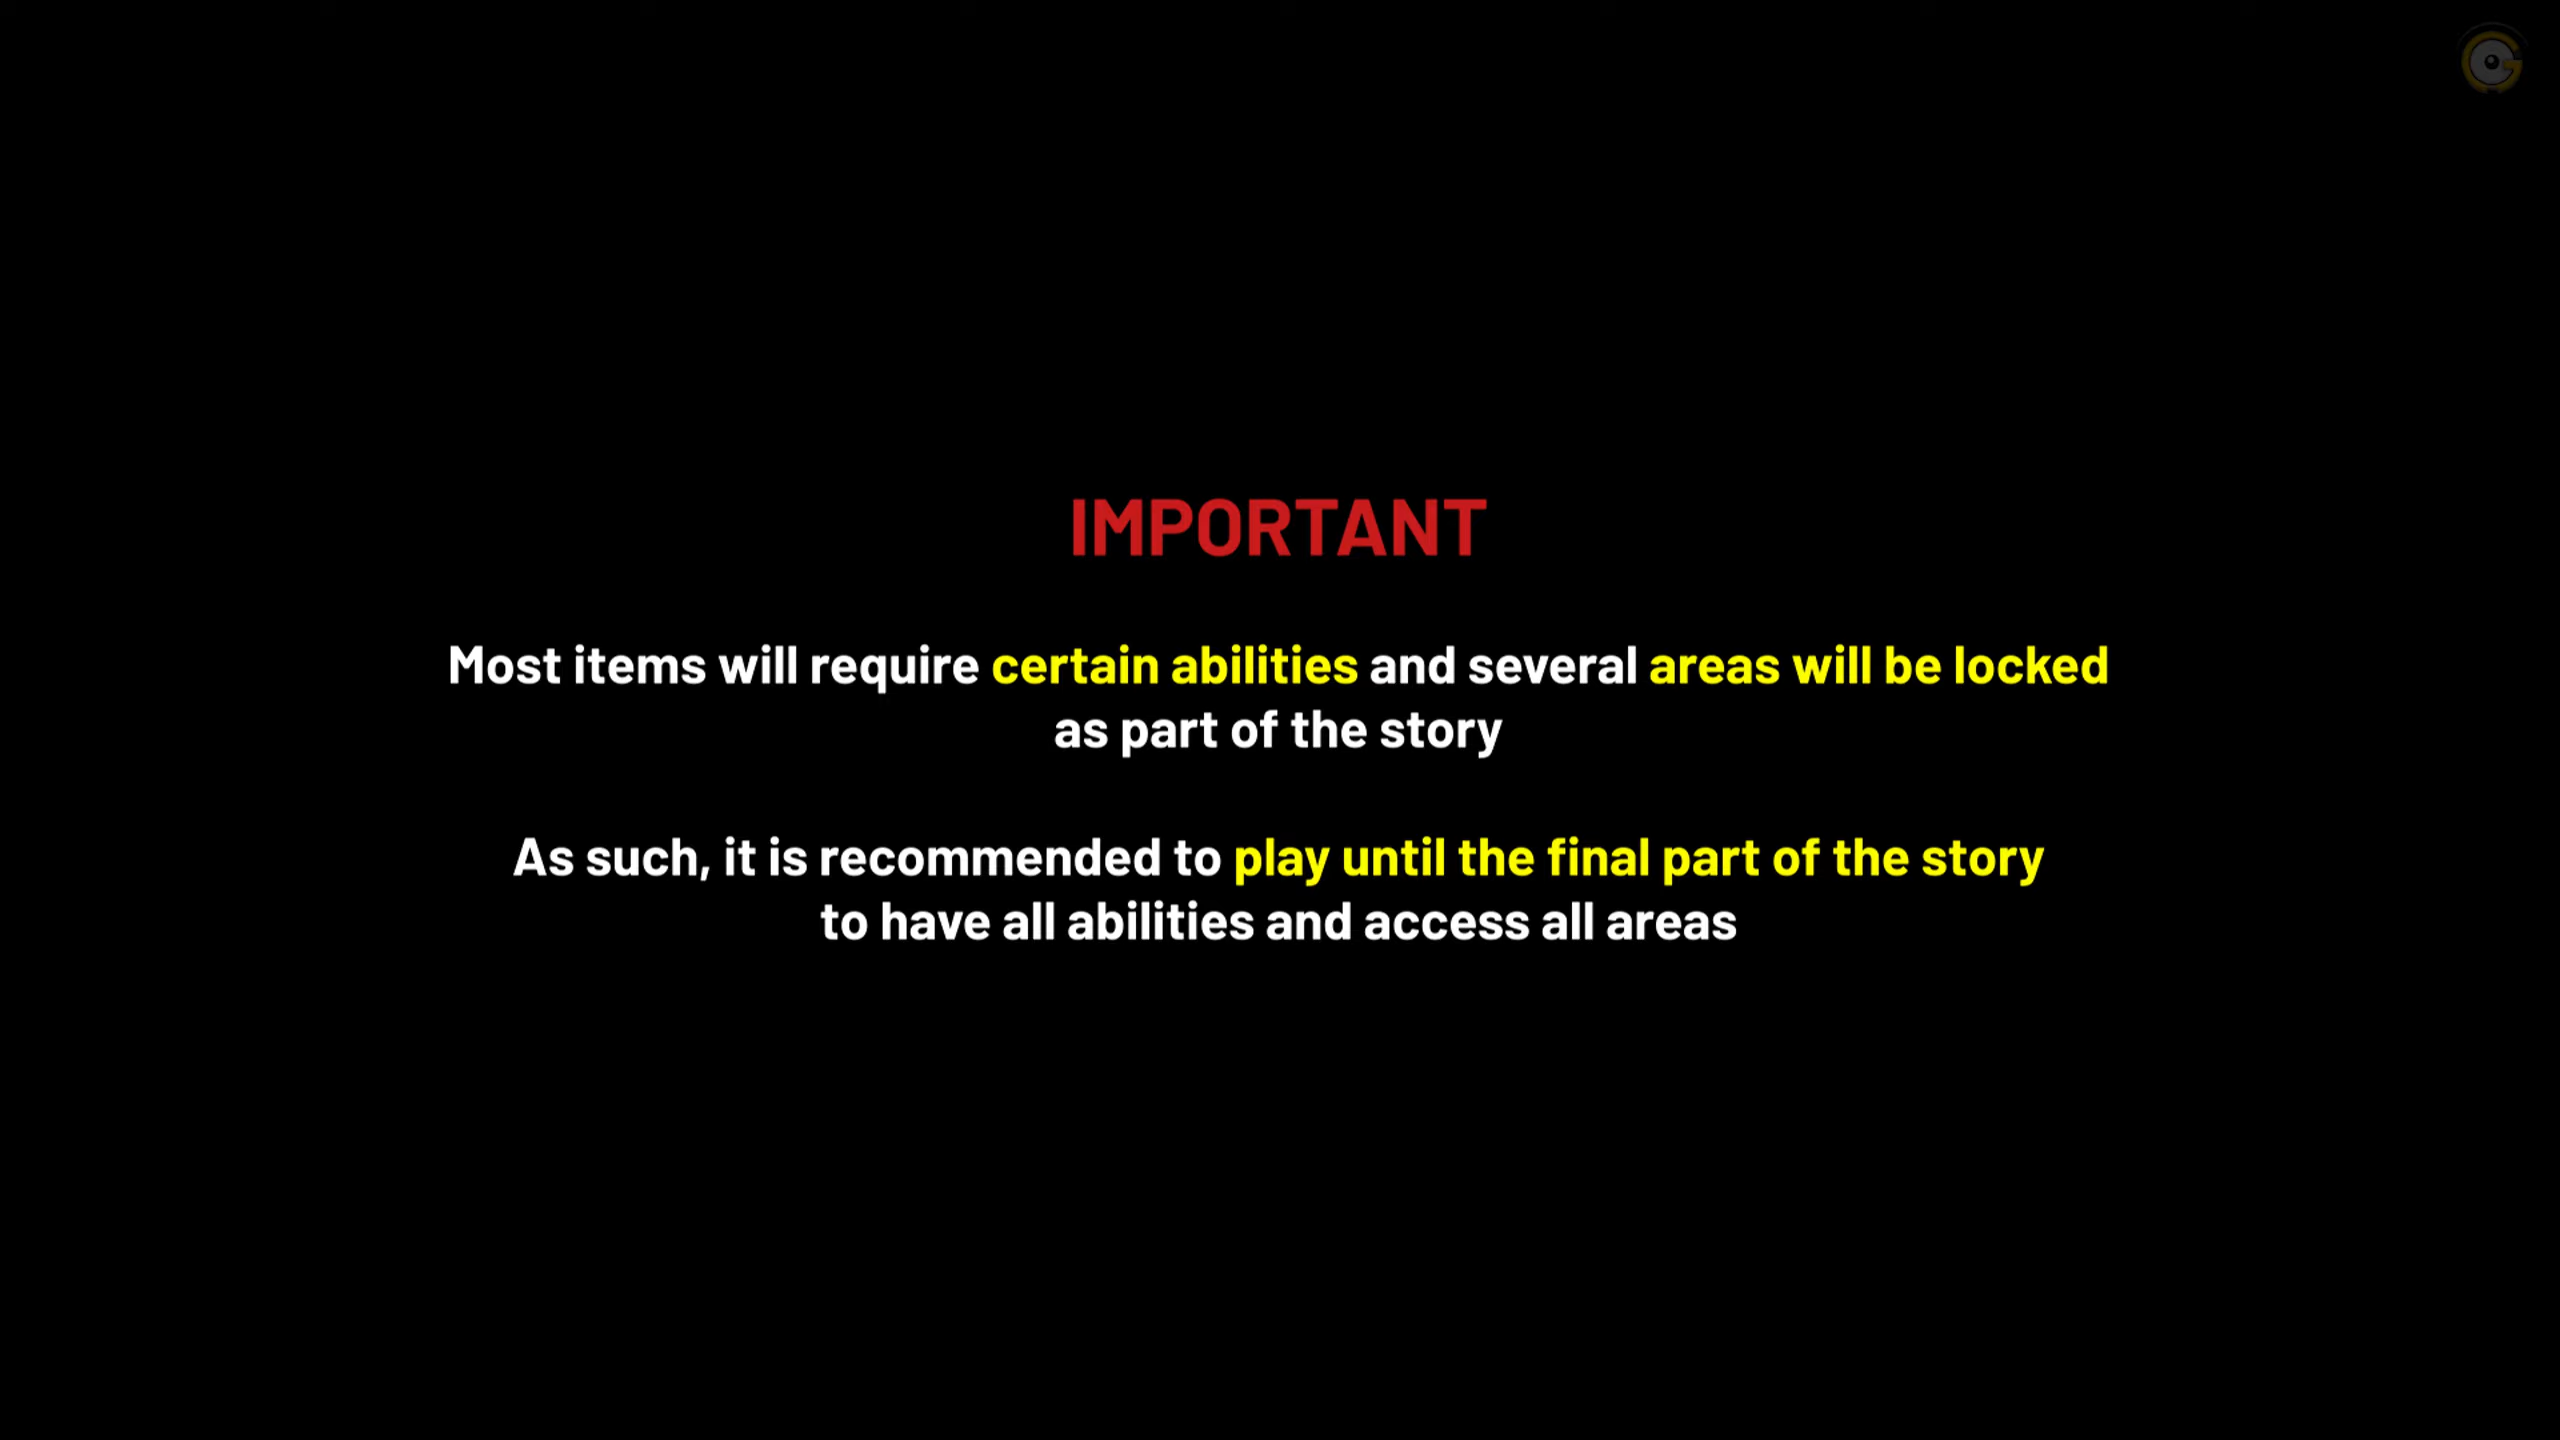 IMPORTANT
Most items will require certain abilities and several areas will be locked
as part of the story
As such, it is recommended to play until the final part of the story
to have all abilities and access all areas